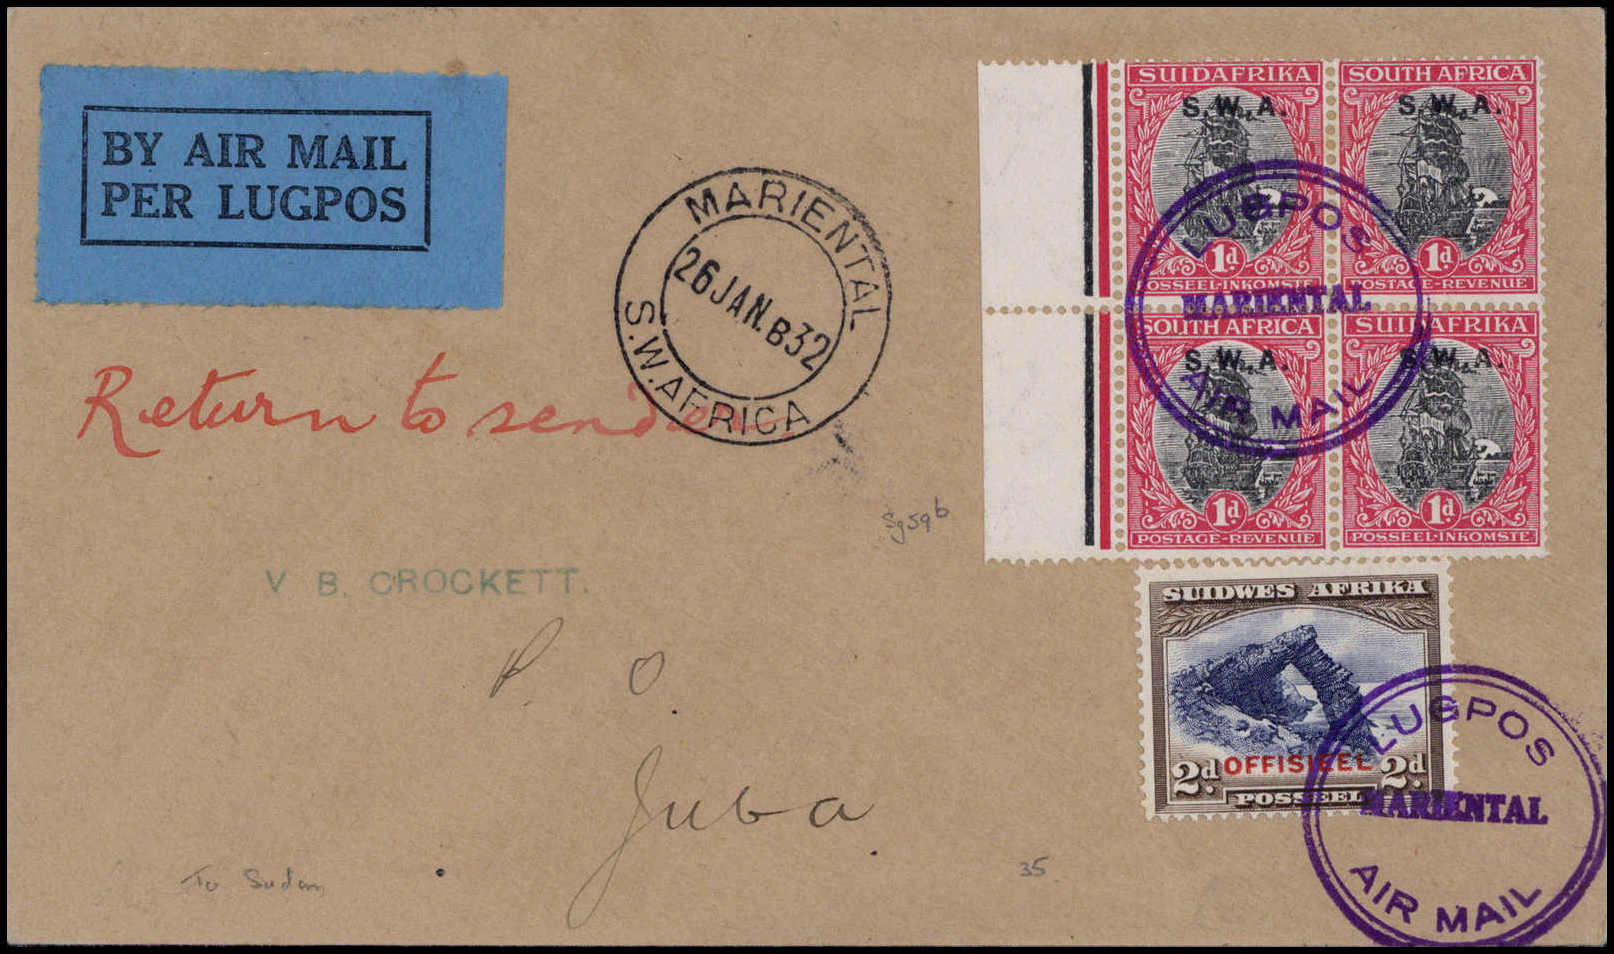 BY AIR MAIL
PER LUGPOS
MARIENTAL
26 JAN. B32
S.W. AFRICA
SUIDAFRIKA
S.W.A.
1d
POSSEEL-INKOMSTE
SOUTH AFRICA
S.W.A.
1d
POSTAGE-REVENUE
SOUTH AFRICA
S.W.A.
1d
POSTAGE-REVENUE
SUIDAFRIKA
S.W.A.
1d
POSSEEL-INKOMSTE
LUGPOS
MARIENTAL
AIR MAIL
Return to sender.
Sg59b
V B. CROCKETT.
P. O.
Juba
SUIDWES AFRIKA
2d. OFFISIEEL 2d.
POSSEEL
LUGPOS
MARIENTAL
AIR MAIL
To Sudan
35